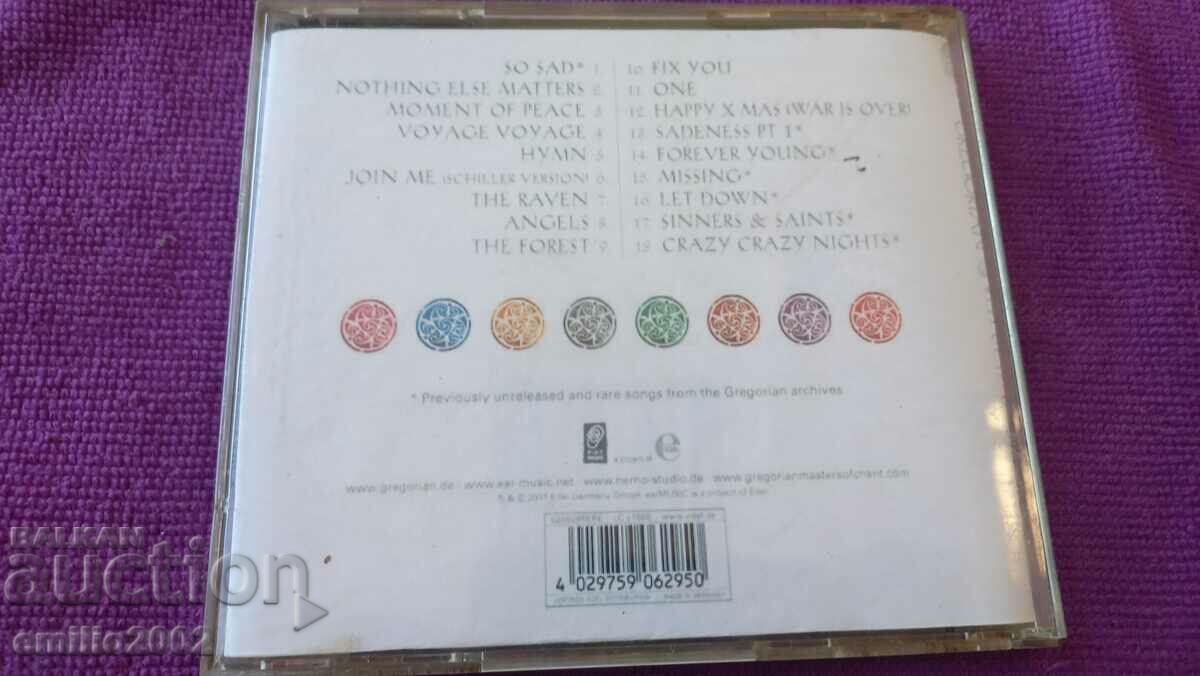 SO SAD* 1.
NOTHING ELSE MATTERS 2.
MOMENT OF PEACE 3.
VOYAGE VOYAGE 4.
HYMN 5.
JOIN ME (SCHILLER VERSION) 6.
THE RAVEN 7.
ANGELS 8.
THE FOREST 9.
10. FIX YOU
11. ONE
12. HAPPY X MAS (WAR IS OVER)
13. SADENESS PT 1*
14. FOREVER YOUNG*
15. MISSING*
16. LET DOWN*
17. SINNERS & SAINTS*
18. CRAZY CRAZY NIGHTS*
* Previously unreleased and rare songs from the Gregorian archives
www.gregorian.de · www.ear-music.net · www.nemo-studio.de · www.gregorianmastersofchant.com
4 029759 062950
BALKAN
auction
emilio2002